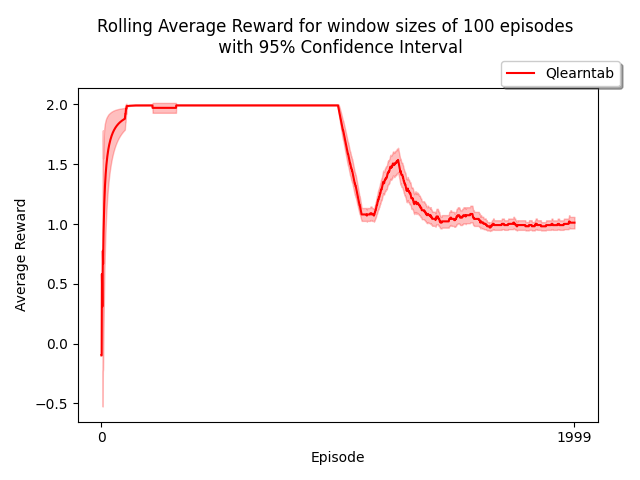 Rolling Average Reward for window sizes of 100 episodes
with 95% Confidence Interval
Qlearntab
2.0
1.5
1.0
0.5
0.0
−0.5
Average Reward
0
1999
Episode